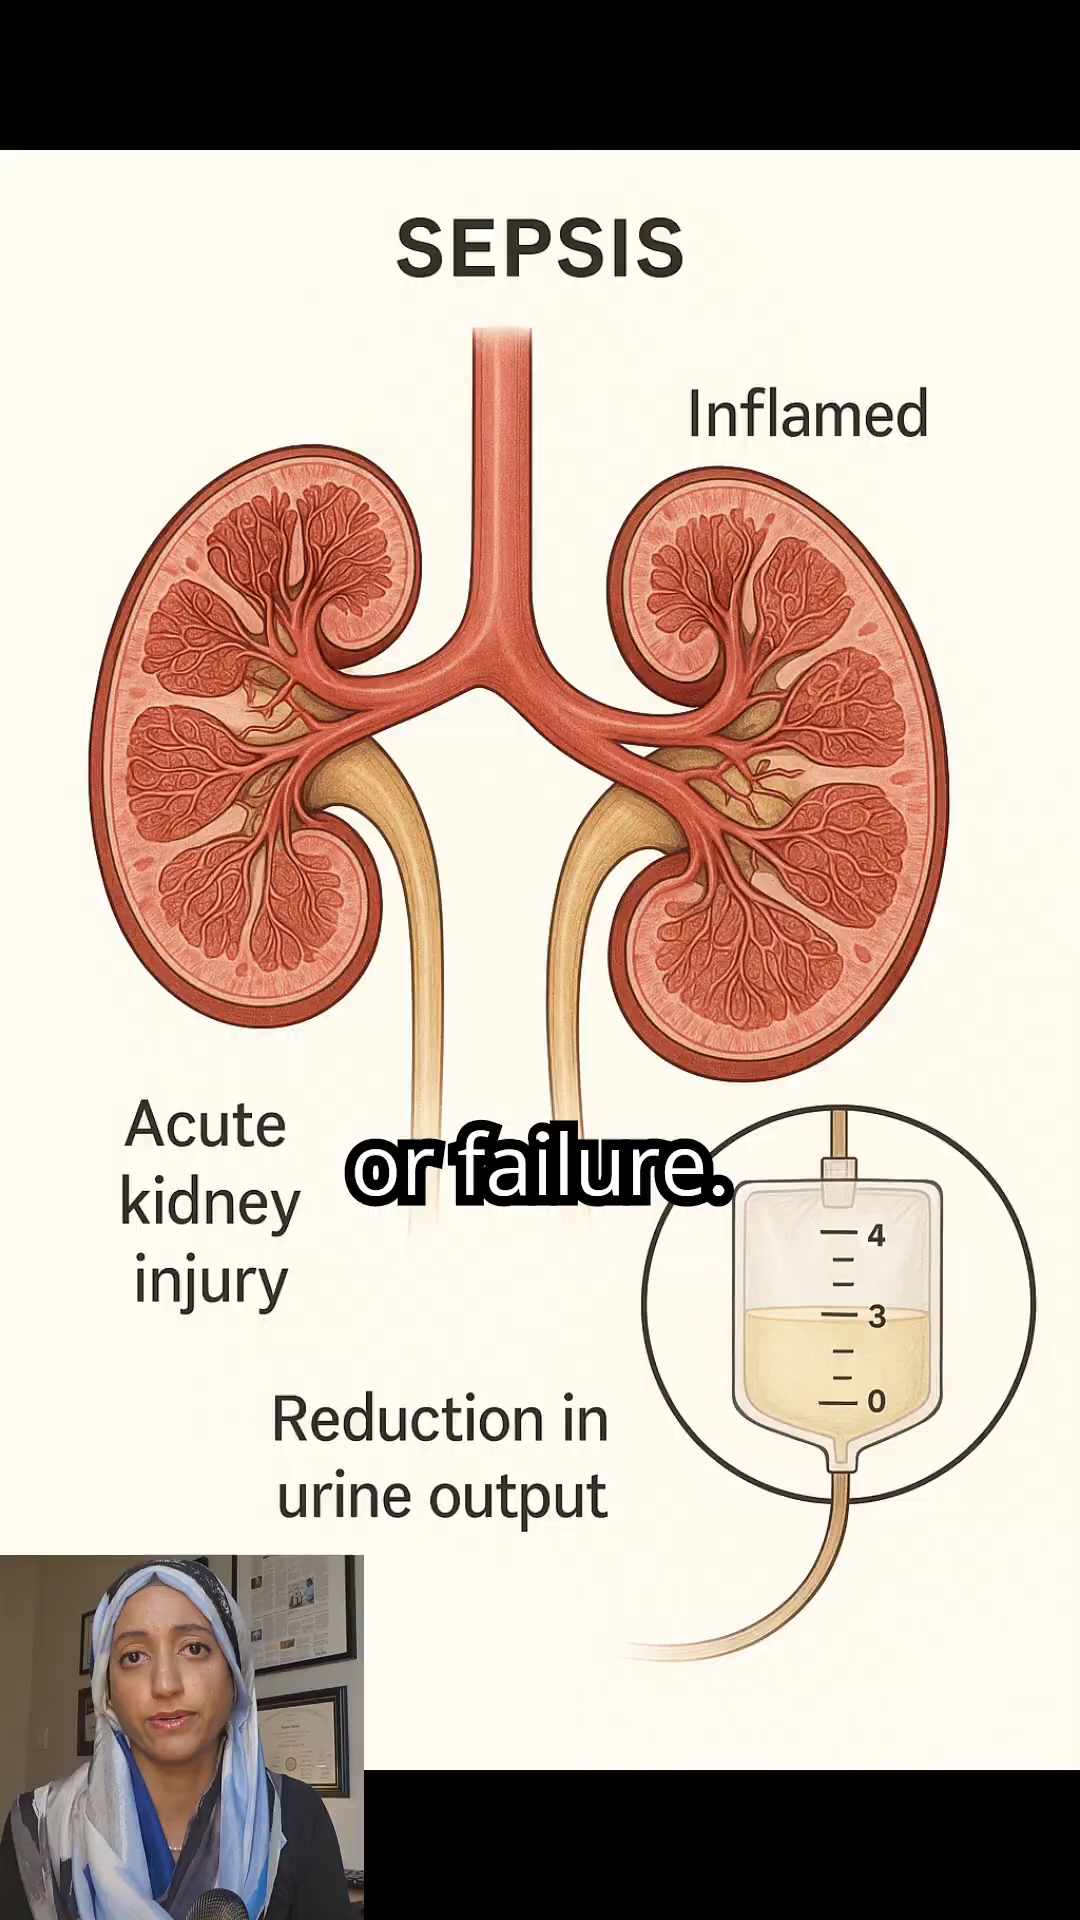 SEPSIS
Inflamed
Acute
kidney
injury
or failure.
4
3
0
Reduction in
urine output